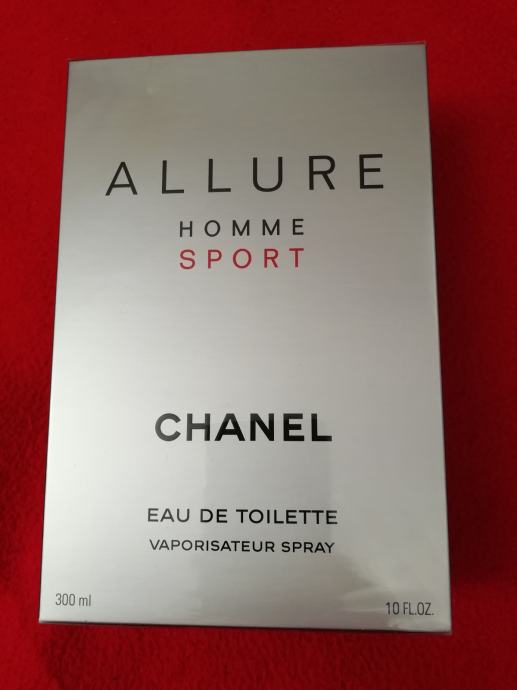 ALLURE
HOMME
SPORT
CHANEL
EAU DE TOILETTE
VAPORISATEUR SPRAY
300 ml
10 FL.OZ.